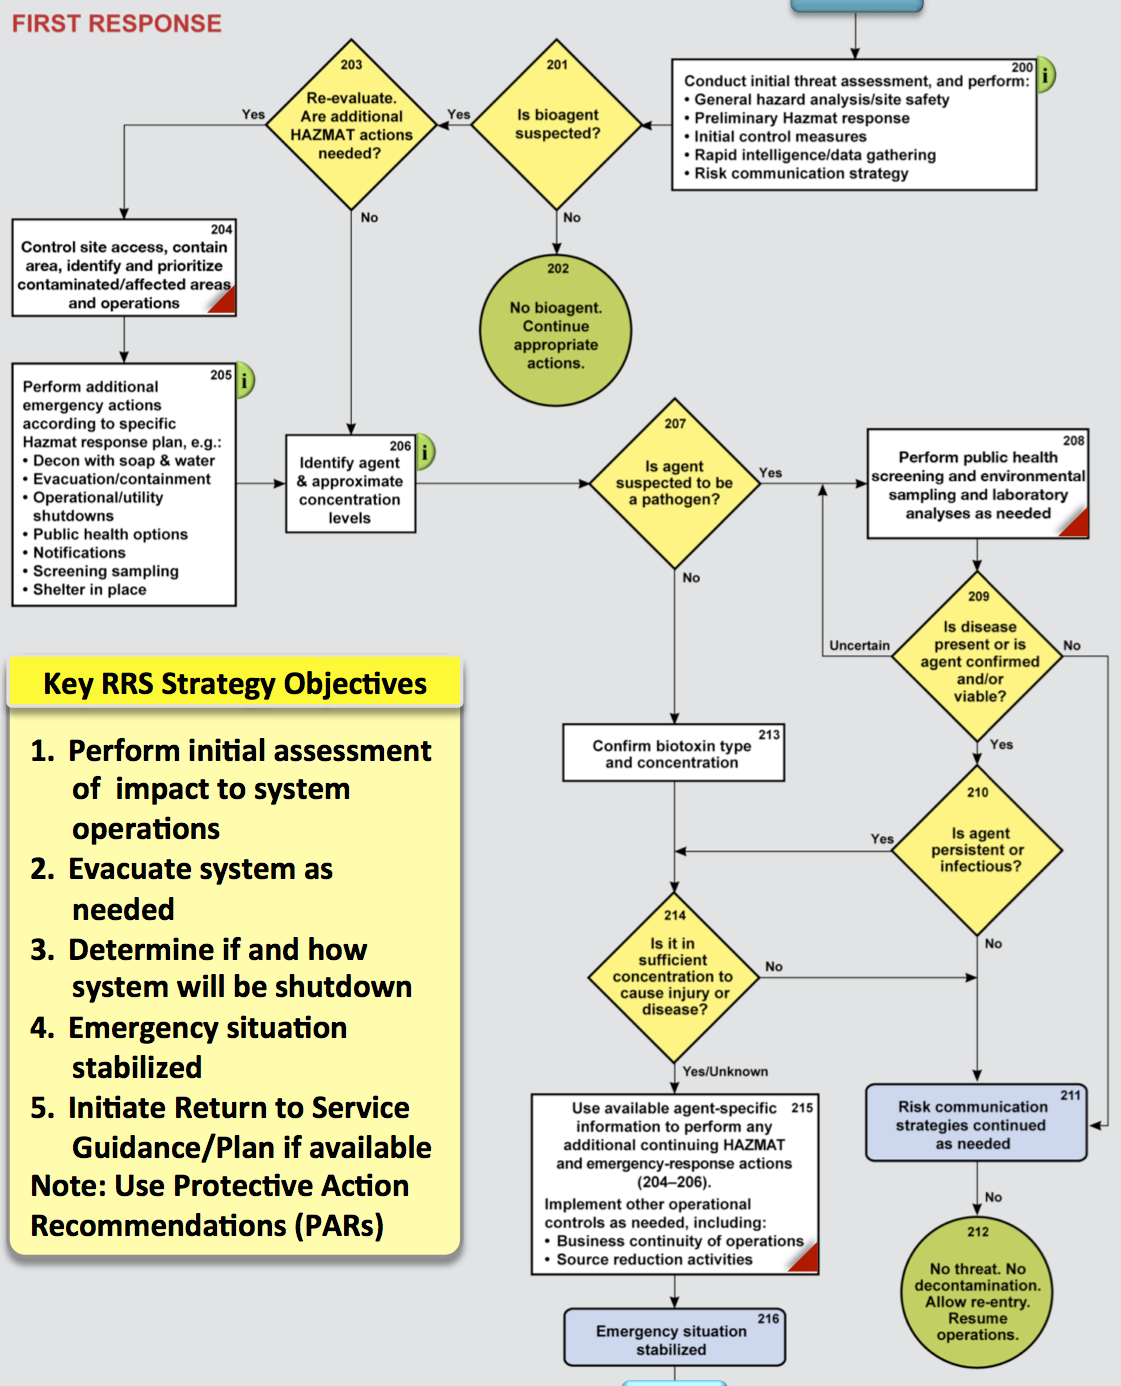 FIRST RESPONSE
200
Conduct initial threat assessment, and perform:
• General hazard analysis/site safety
• Preliminary Hazmat response
• Initial control measures
• Rapid intelligence/data gathering
• Risk communication strategy
i
201
Is bioagent
suspected?
Yes
No
202
No bioagent.
Continue
appropriate
actions.
203
Re-evaluate.
Are additional
HAZMAT actions
needed?
Yes
No
204
Control site access, contain
area, identify and prioritize
contaminated/affected areas
and operations
205
Perform additional
emergency actions
according to specific
Hazmat response plan, e.g.:
• Decon with soap & water
• Evacuation/containment
• Operational/utility
shutdowns
• Public health options
• Notifications
• Screening sampling
• Shelter in place
i
206
Identify agent
& approximate
concentration
levels
i
207
Is agent
suspected to be
a pathogen?
Yes
No
208
Perform public health
screening and environmental
sampling and laboratory
analyses as needed
209
Is disease
present or is
agent confirmed
and/or
viable?
Uncertain
No
Yes
210
Is agent
persistent or
infectious?
Yes
No
213
Confirm biotoxin type
and concentration
214
Is it in
sufficient
concentration to
cause injury or
disease?
No
Yes/Unknown
215
Use available agent-specific
information to perform any
additional continuing HAZMAT
and emergency-response actions
(204–206).
Implement other operational
controls as needed, including:
• Business continuity of operations
• Source reduction activities
216
Emergency situation
stabilized
211
Risk communication
strategies continued
as needed
No
212
No threat. No
decontamination.
Allow re-entry.
Resume
operations.
Key RRS Strategy Objectives
1. Perform initial assessment
of impact to system
operations
2. Evacuate system as
needed
3. Determine if and how
system will be shutdown
4. Emergency situation
stabilized
5. Initiate Return to Service
Guidance/Plan if available
Note: Use Protective Action
Recommendations (PARs)